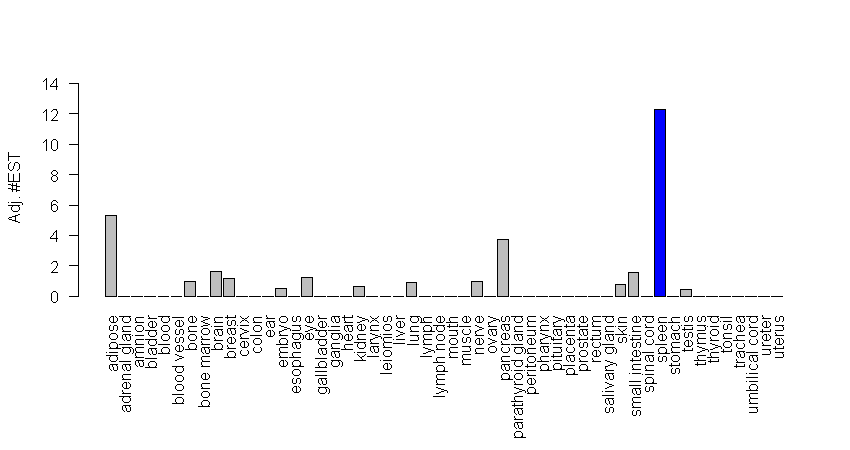 Adj. #EST
14
12
10
8
6
4
2
0
adipose
adrenal gland
amnion
bladder
blood
blood vessel
bone
bone marrow
brain
breast
cervix
colon
ear
embryo
esophagus
eye
gallbladder
ganglia
heart
kidney
larynx
leiomios
liver
lung
lymph
lymph node
mouth
muscle
nerve
ovary
pancreas
parathyroid gland
peritoneum
pharynx
pituitary
placenta
prostate
rectum
salivary gland
skin
small intestine
spinal cord
spleen
stomach
testis
thymus
thyroid
tonsil
trachea
umbilical cord
ureter
uterus